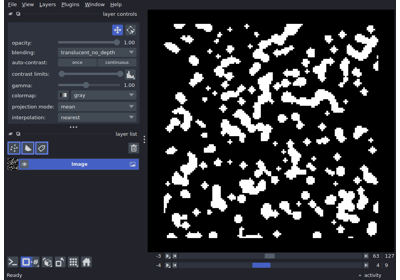 File View Layers Plugins Window Help
layer controls
opacity: 1.00
blending: translucent_no_depth
auto-contrast: once continuous
contrast limits:
gamma: 1.00
colormap: gray
projection mode: mean
interpolation: nearest
layer list
Image
-3 63 127
-4 4 9
Ready activity